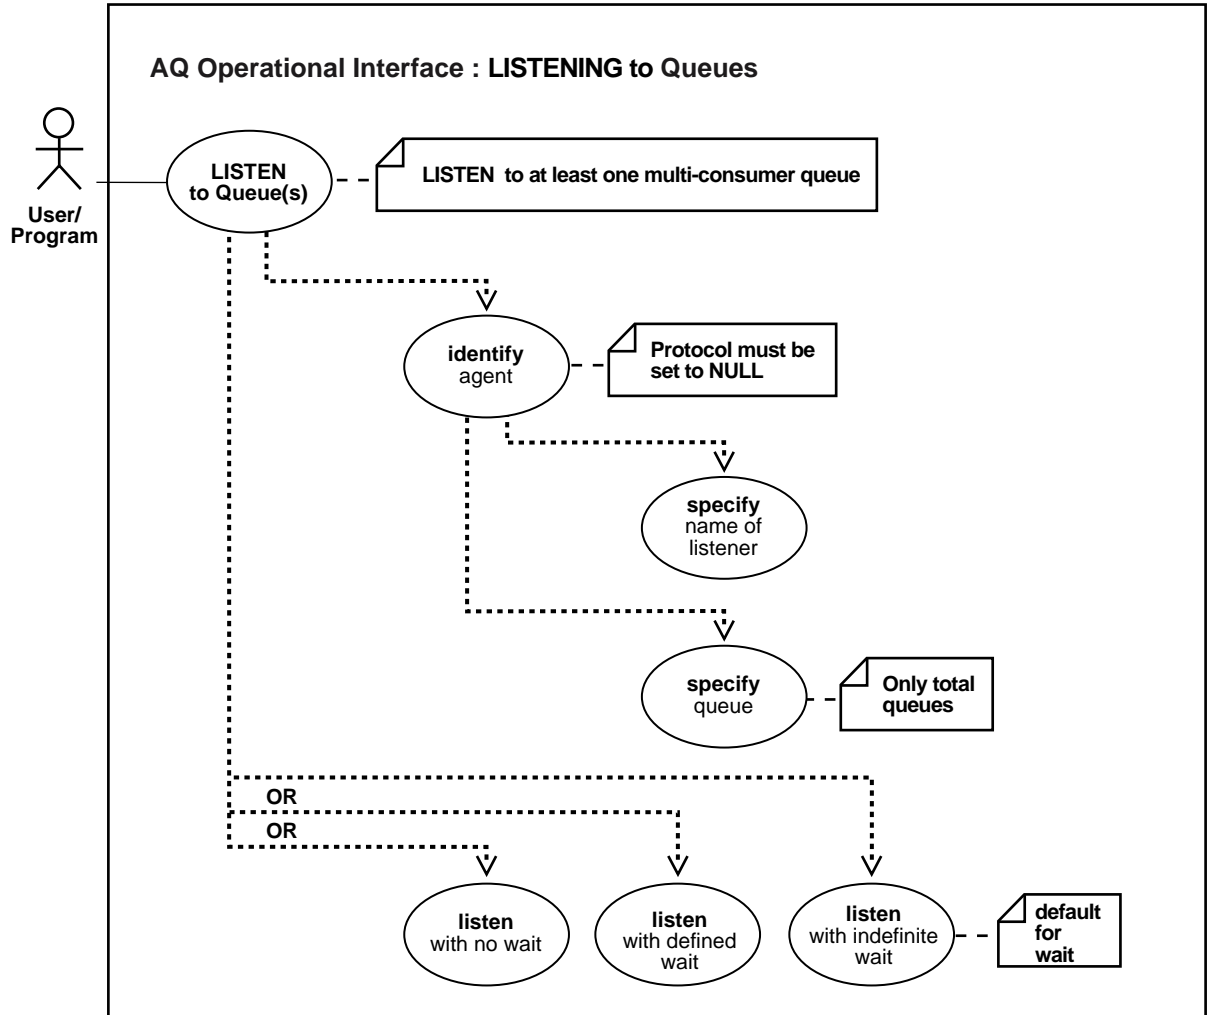 AQ Operational Interface : LISTENING to Queues
LISTEN
to Queue(s)
LISTEN to at least one multi-consumer queue
User/
Program
identify
agent
Protocol must be
set to NULL
specify
name of
listener
specify
queue
Only total
queues
OR
OR
listen
with no wait
listen
with defined
wait
listen
with indefinite
wait
default
for
wait